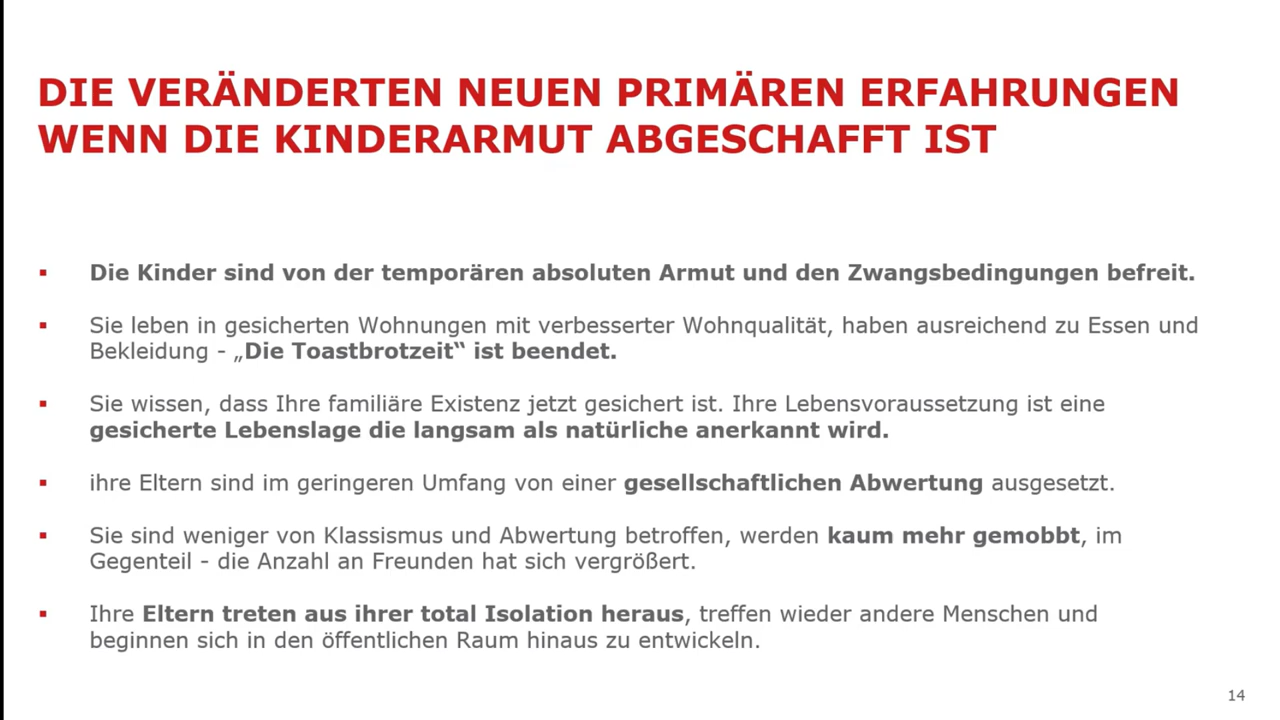 DIE VERÄNDERTEN NEUEN PRIMÄREN ERFAHRUNGEN
WENN DIE KINDERARMUT ABGESCHAFFT IST
▪ Die Kinder sind von der temporären absoluten Armut und den Zwangsbedingungen befreit.
▪ Sie leben in gesicherten Wohnungen mit verbesserter Wohnqualität, haben ausreichend zu Essen und
Bekleidung - „Die Toastbrotzeit“ ist beendet.
▪ Sie wissen, dass Ihre familiäre Existenz jetzt gesichert ist. Ihre Lebensvoraussetzung ist eine
gesicherte Lebenslage die langsam als natürliche anerkannt wird.
▪ ihre Eltern sind im geringeren Umfang von einer gesellschaftlichen Abwertung ausgesetzt.
▪ Sie sind weniger von Klassismus und Abwertung betroffen, werden kaum mehr gemobbt, im
Gegenteil - die Anzahl an Freunden hat sich vergrößert.
▪ Ihre Eltern treten aus ihrer total Isolation heraus, treffen wieder andere Menschen und
beginnen sich in den öffentlichen Raum hinaus zu entwickeln.
14